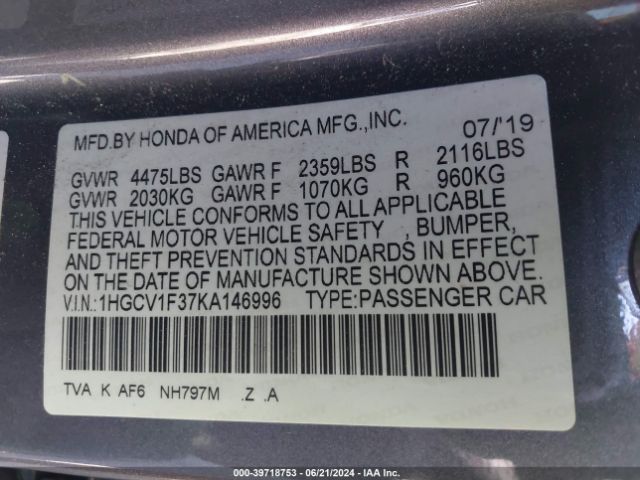 MFD.BY HONDA OF AMERICA MFG.,INC. 07/'19
GVWR 4475LBS GAWR F 2359LBS R 2116LBS
GVWR 2030KG GAWR F 1070KG R 960KG
THIS VEHICLE CONFORMS TO ALL APPLICABLE
FEDERAL MOTOR VEHICLE SAFETY , BUMPER,
AND THEFT PREVENTION STANDARDS IN EFFECT
ON THE DATE OF MANUFACTURE SHOWN ABOVE.
V.I.N.:1HGCV1F37KA146996 TYPE:PASSENGER CAR
TVA K AF6 NH797M .Z .A
000-39718753 | 06/21/2024 | IAA Inc.